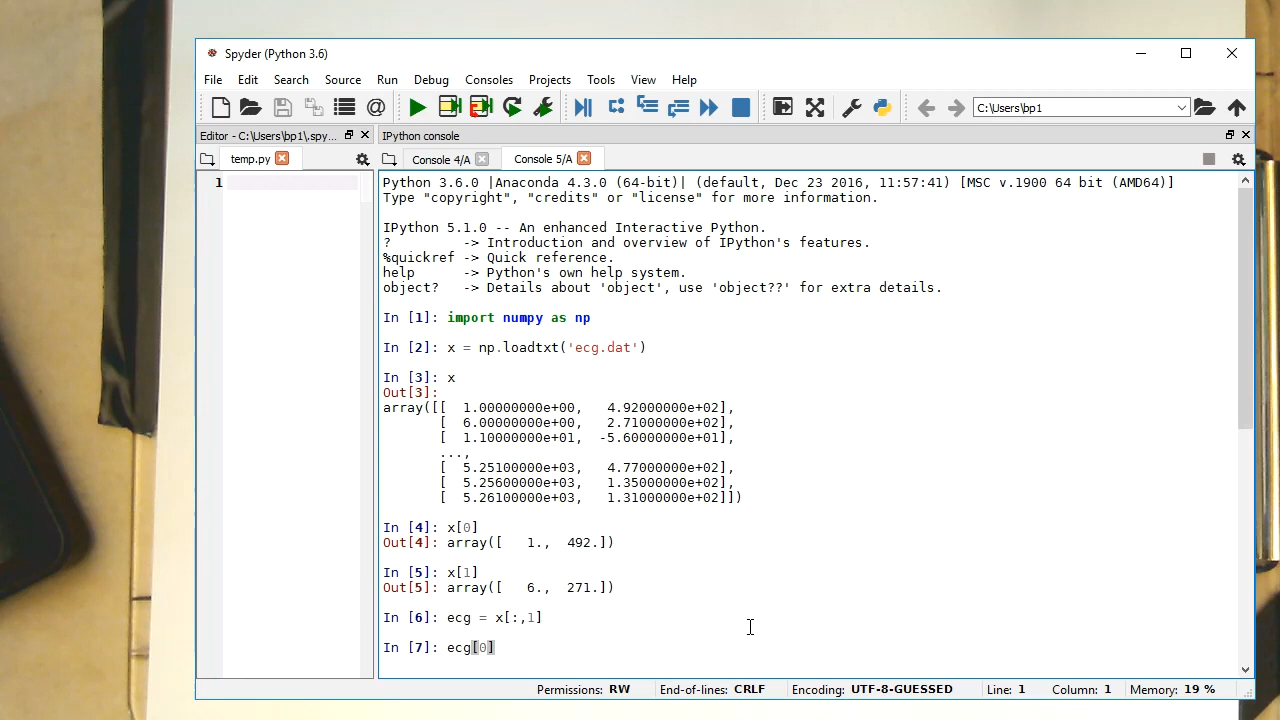 Spyder (Python 3.6)
File Edit Search Source Run Debug Consoles Projects Tools View Help
C:\Users\bp1
Editor - C:\Users\bp1\.spy... IPython console
temp.py Console 4/A Console 5/A
1
Python 3.6.0 |Anaconda 4.3.0 (64-bit)| (default, Dec 23 2016, 11:57:41) [MSC v.1900 64 bit (AMD64)]
Type "copyright", "credits" or "license" for more information.
IPython 5.1.0 -- An enhanced Interactive Python.
? -> Introduction and overview of IPython's features.
%quickref -> Quick reference.
help -> Python's own help system.
object? -> Details about 'object', use 'object??' for extra details.
In [1]: import numpy as np
In [2]: x = np.loadtxt('ecg.dat')
In [3]: x
Out[3]:
array([[ 1.00000000e+00, 4.92000000e+02],
[ 6.00000000e+00, 2.71000000e+02],
[ 1.10000000e+01, -5.60000000e+01],
...,
[ 5.25100000e+03, 4.77000000e+02],
[ 5.25600000e+03, 1.35000000e+02],
[ 5.26100000e+03, 1.31000000e+02]])
In [4]: x[0]
Out[4]: array([ 1., 492.])
In [5]: x[1]
Out[5]: array([ 6., 271.])
In [6]: ecg = x[:,1]
In [7]: ecg[0]
Permissions: RW End-of-lines: CRLF Encoding: UTF-8-GUESSED Line: 1 Column: 1 Memory: 19 %